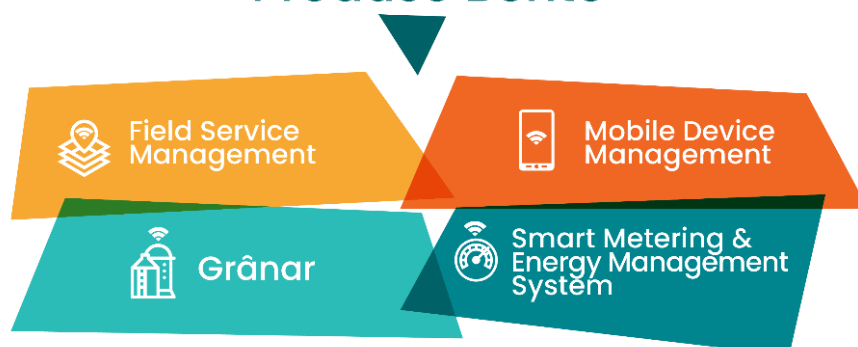 Field Service
Management
Mobile Device
Management
Grânar
Smart Metering &
Energy Management
System